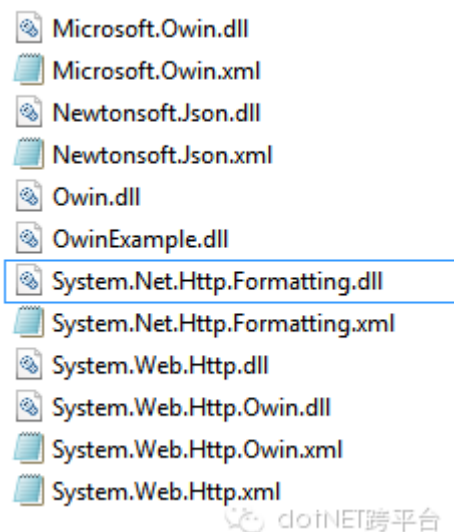 Microsoft.Owin.dll
Microsoft.Owin.xml
Newtonsoft.Json.dll
Newtonsoft.Json.xml
Owin.dll
OwinExample.dll
System.Net.Http.Formatting.dll
System.Net.Http.Formatting.xml
System.Web.Http.dll
System.Web.Http.Owin.dll
System.Web.Http.Owin.xml
System.Web.Http.xml
dotNET跨平台